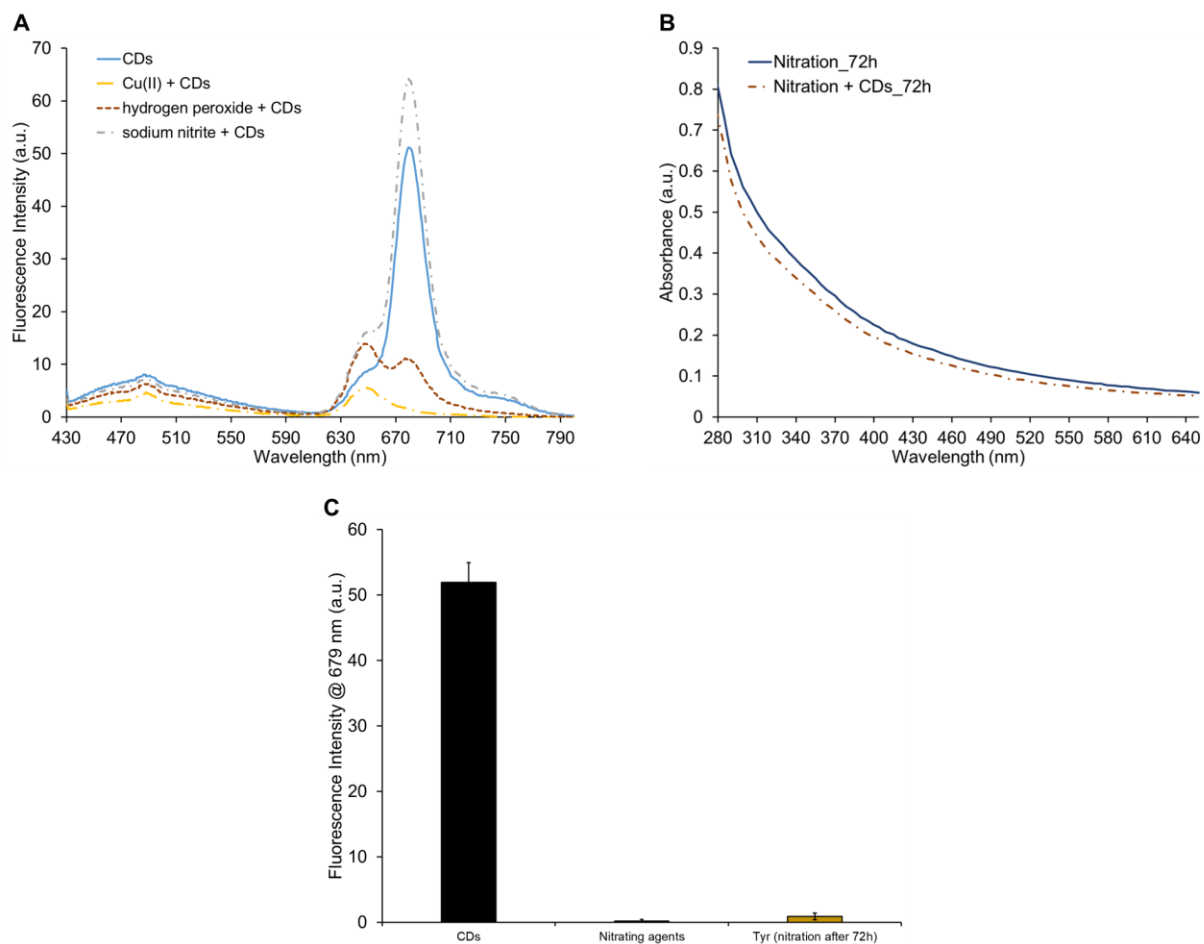 A
Fluorescence Intensity (a.u.)
70
60
50
40
30
20
10
0
CDs
Cu(II) + CDs
hydrogen peroxide + CDs
sodium nitrite + CDs
430 470 510 550 590 630 670 710 750 790
Wavelength (nm)
B
Absorbance (a.u.)
0.9
0.8
0.7
0.6
0.5
0.4
0.3
0.2
0.1
0
Nitration_72h
Nitration + CDs_72h
280 310 340 370 400 430 460 490 520 550 580 610 640
Wavelength (nm)
C
Fluorescence Intensity @ 679 nm (a.u.)
60
50
40
30
20
10
0
CDs Nitrating agents Tyr (nitration after 72h)